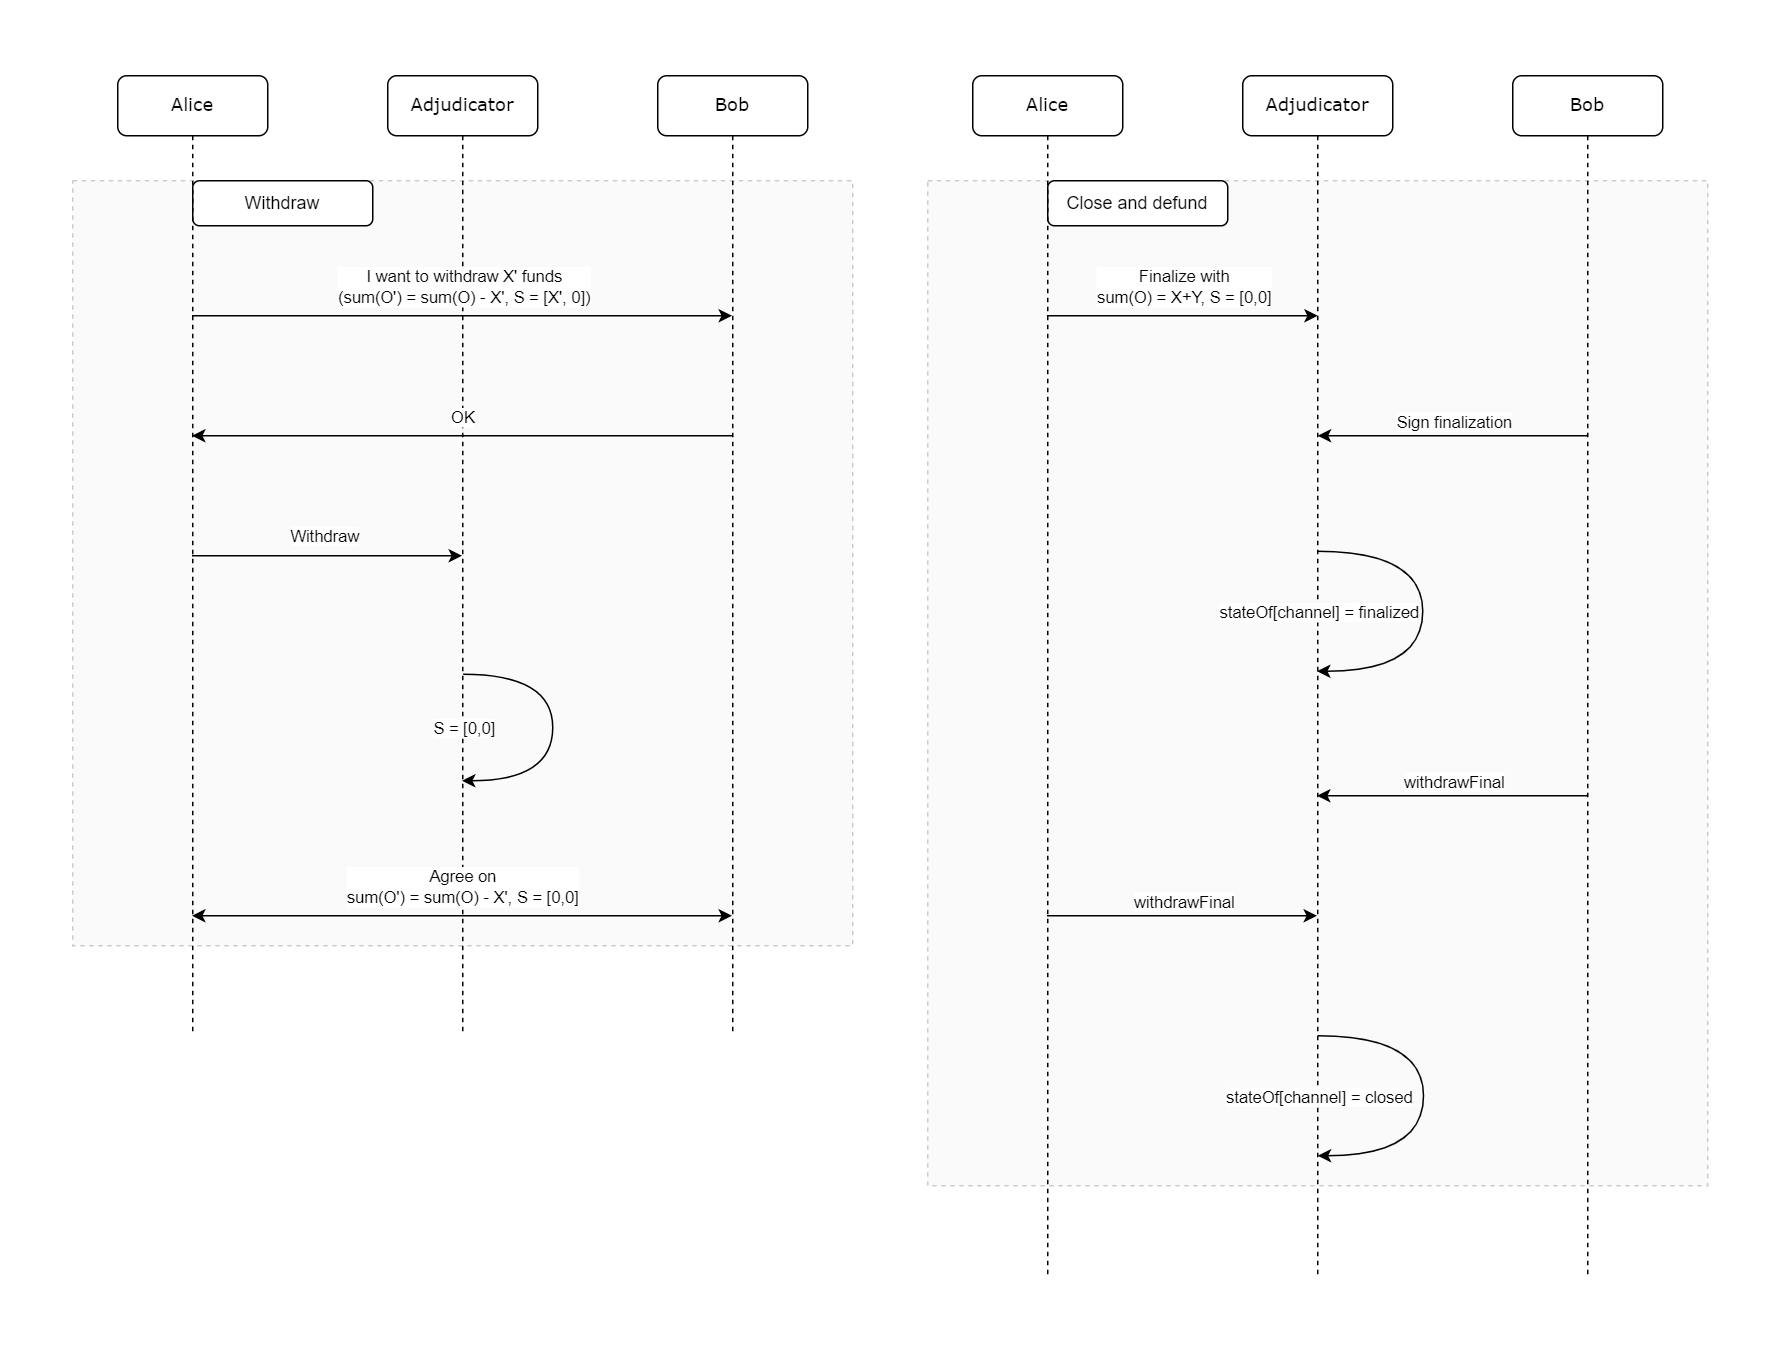 Alice
Adjudicator
Bob
Withdraw
I want to withdraw X' funds
(sum(O') = sum(O) - X', S = [X', 0])
OK
Withdraw
S = [0,0]
Agree on
sum(O') = sum(O) - X', S = [0,0]
Alice
Adjudicator
Bob
Close and defund
Finalize with
sum(O) = X+Y, S = [0,0]
Sign finalization
stateOf[channel] = finalized
withdrawFinal
withdrawFinal
stateOf[channel] = closed